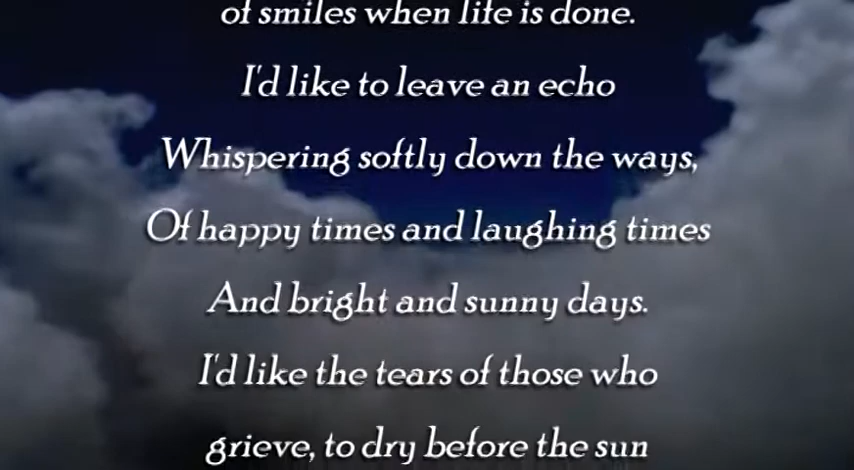 of smiles when life is done.
I'd like to leave an echo
Whispering softly down the ways,
Of happy times and laughing times
And bright and sunny days.
I'd like the tears of those who
grieve, to dry before the sun